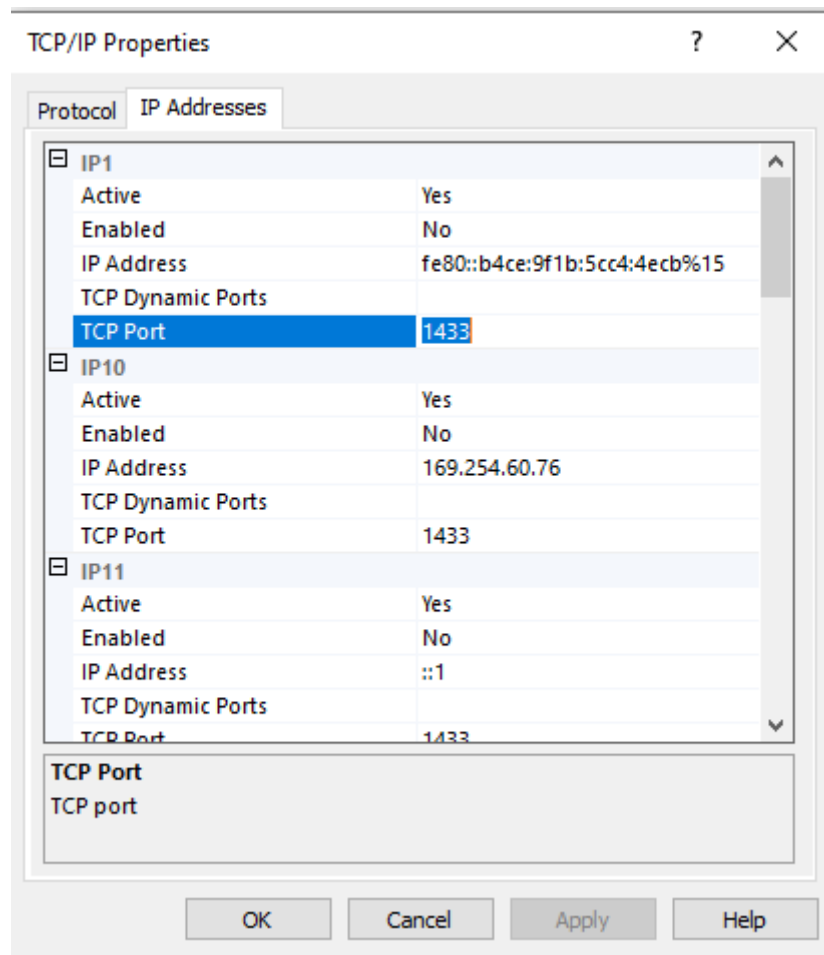 TCP/IP Properties ? ×
Protocol IP Addresses
IP1
Active Yes
Enabled No
IP Address fe80::b4ce:9f1b:5cc4:4ecb%15
TCP Dynamic Ports
TCP Port 1433
IP10
Active Yes
Enabled No
IP Address 169.254.60.76
TCP Dynamic Ports
TCP Port 1433
IP11
Active Yes
Enabled No
IP Address ::1
TCP Dynamic Ports
TCP Port 1433
TCP Port
TCP port
OK Cancel Apply Help